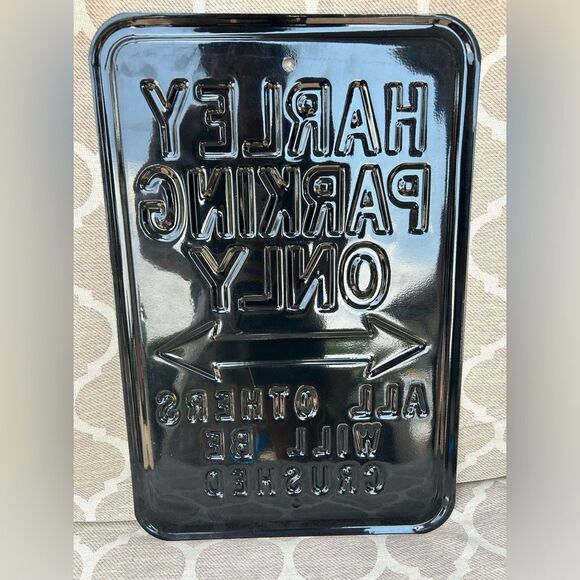 HARLEY
PARKING
ONLY
ALL OTHERS
WILL BE
CRUSHED